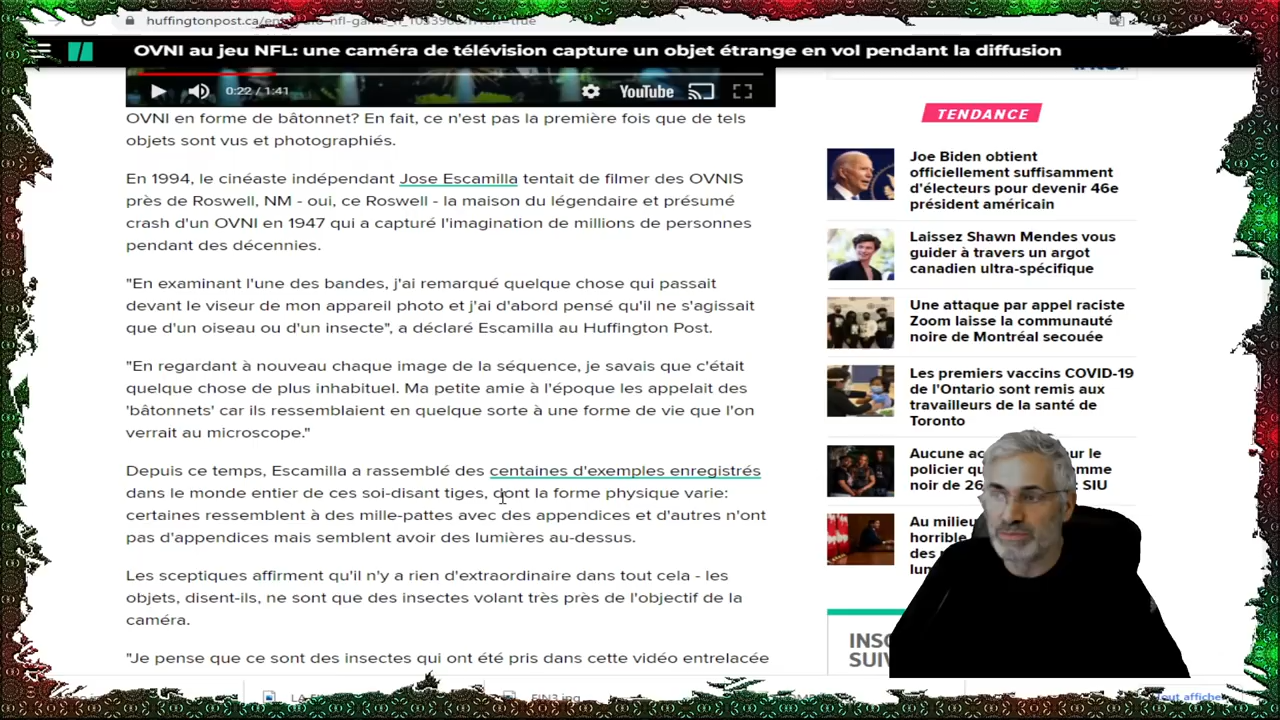 huffingtonpost.ca/en
OVNI au jeu NFL: une caméra de télévision capture un objet étrange en vol pendant la diffusion
0:22 / 1:41
YouTube
OVNI en forme de bâtonnet? En fait, ce n'est pas la première fois que de tels
objets sont vus et photographiés.
En 1994, le cinéaste indépendant Jose Escamilla tentait de filmer des OVNIS
près de Roswell, NM - oui, ce Roswell - la maison du légendaire et présumé
crash d'un OVNI en 1947 qui a capturé l'imagination de millions de personnes
pendant des décennies.
"En examinant l'une des bandes, j'ai remarqué quelque chose qui passait
devant le viseur de mon appareil photo et j'ai d'abord pensé qu'il ne s'agissait
que d'un oiseau ou d'un insecte", a déclaré Escamilla au Huffington Post.
"En regardant à nouveau chaque image de la séquence, je savais que c'était
quelque chose de plus inhabituel. Ma petite amie à l'époque les appelait des
'bâtonnets' car ils ressemblaient en quelque sorte à une forme de vie que l'on
verrait au microscope."
Depuis ce temps, Escamilla a rassemblé des centaines d'exemples enregistrés
dans le monde entier de ces soi-disant tiges, dont la forme physique varie:
certaines ressemblent à des mille-pattes avec des appendices et d'autres n'ont
pas d'appendices mais semblent avoir des lumières au-dessus.
Les sceptiques affirment qu'il n'y a rien d'extraordinaire dans tout cela - les
objets, disent-ils, ne sont que des insectes volant très près de l'objectif de la
caméra.
"Je pense que ce sont des insectes qui ont été pris dans cette vidéo entrelacée
TENDANCE
Joe Biden obtient
officiellement suffisamment
d'électeurs pour devenir 46e
président américain
Laissez Shawn Mendes vous
guider à travers un argot
canadien ultra-spécifique
Une attaque par appel raciste
Zoom laisse la communauté
noire de Montréal secouée
Les premiers vaccins COVID-19
de l'Ontario sont remis aux
travailleurs de la santé de
Toronto
Aucune ac ur le
policier qu omme
noir de 26 SIU
Au milieu
horrible
des
INSC
SUIV
FIN3.jpg
tout affiche